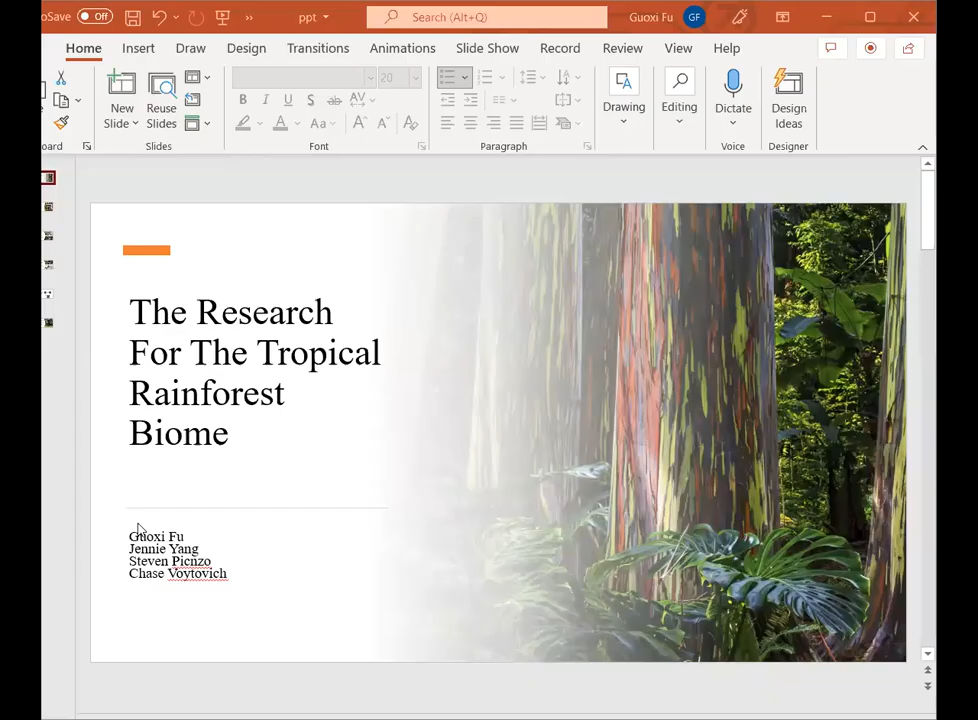 oSave Off ppt Search (Alt+Q) Guoxi Fu GF
Home Insert Draw Design Transitions Animations Slide Show Record Review View Help
20
New Slide Reuse Slides Drawing Editing Dictate Design Ideas
oard Slides Font Paragraph Voice Designer
The Research
For The Tropical
Rainforest
Biome
Guoxi Fu
Jennie Yang
Steven Picnzo
Chase Voytovich